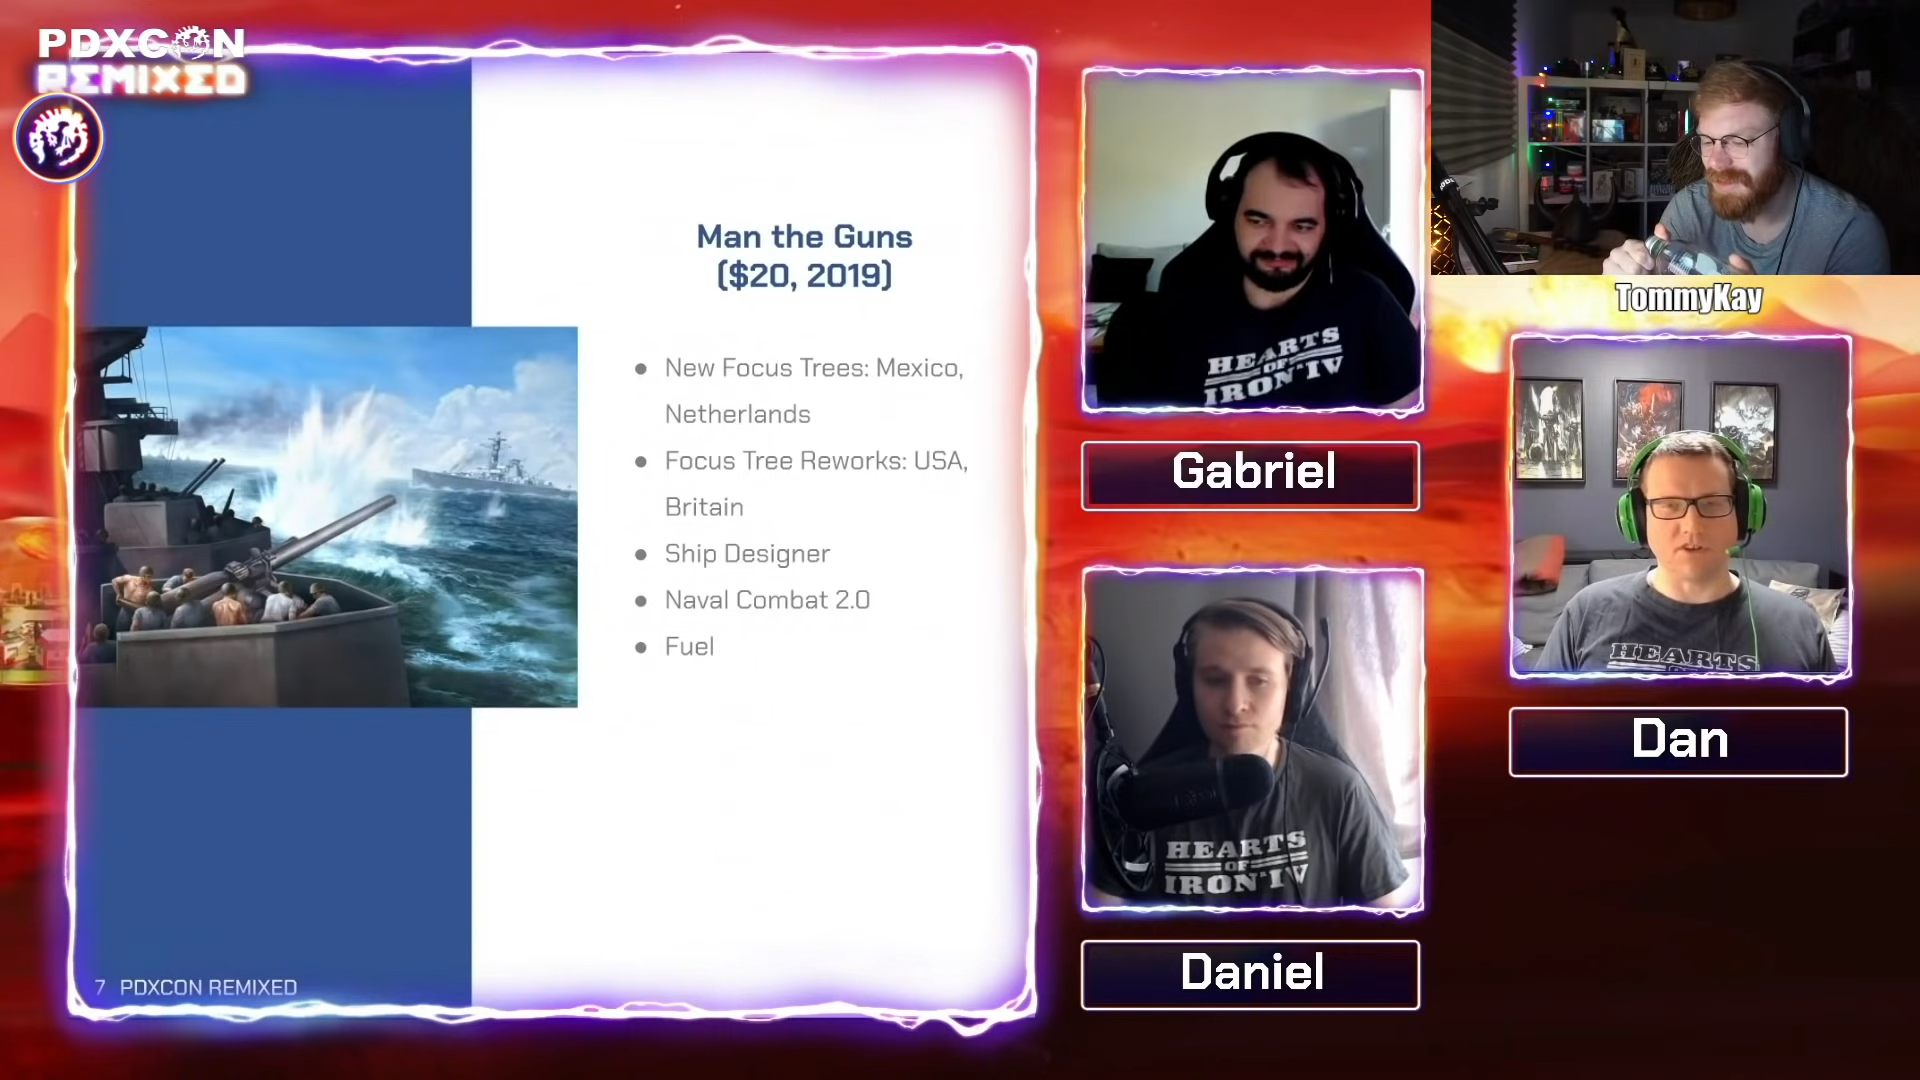 PDXCON
REMIXED
Man the Guns
($20, 2019)
● New Focus Trees: Mexico,
Netherlands
● Focus Tree Reworks: USA,
Britain
● Ship Designer
● Naval Combat 2.0
● Fuel
7 PDXCON REMIXED
HEARTS
OF
IRON IV
Gabriel
HEARTS
OF
IRON IV
Daniel
TommyKay
HEARTS
Dan